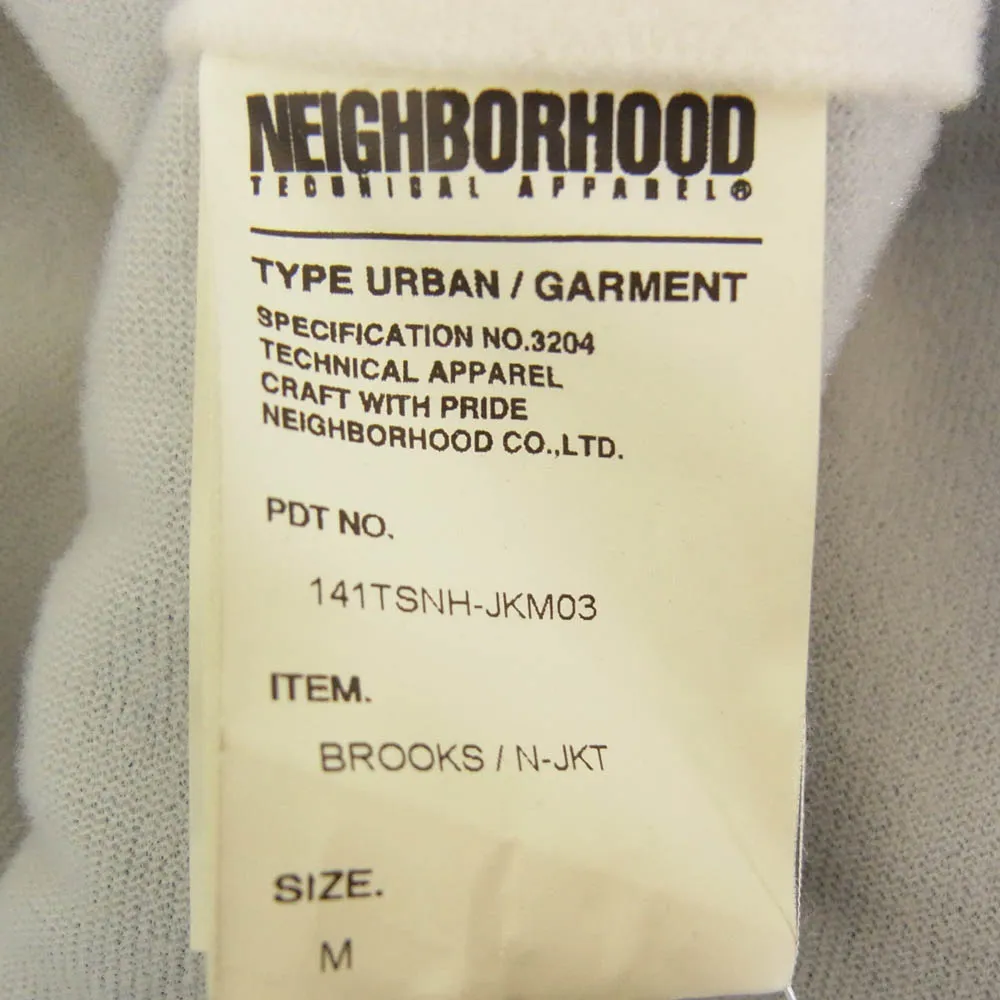 NEIGHBORHOOD
TECHNICAL APPAREL®
TYPE URBAN / GARMENT
SPECIFICATION NO.3204
TECHNICAL APPAREL
CRAFT WITH PRIDE
NEIGHBORHOOD CO.,LTD.
PDT NO.
141TSNH-JKM03
ITEM.
BROOKS / N-JKT
SIZE.
M